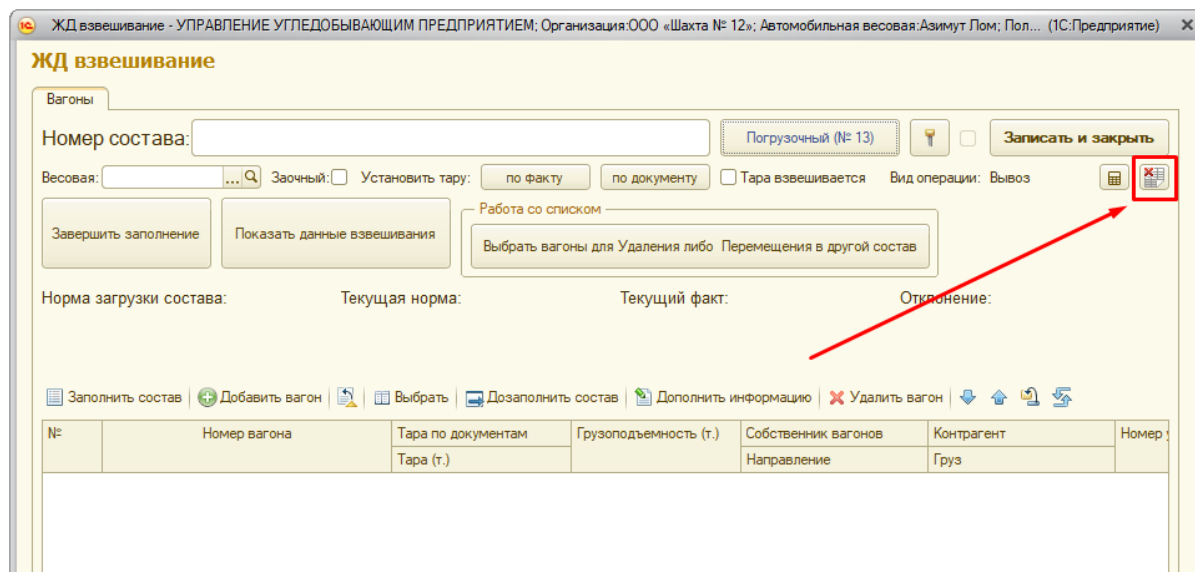 1С ЖД взвешивание - УПРАВЛЕНИЕ УГЛЕДОБЫВАЮЩИМ ПРЕДПРИЯТИЕМ; Организация:ООО «Шахта № 12»; Автомобильная весовая:Азимут Лом; Пол... (1С:Предприятие)
ЖД взвешивание
Вагоны
Номер состава: Погрузочный (№ 13) Записать и закрыть
Весовая: ... Заочный: Установить тару: по факту по документу Тара взвешивается Вид операции: Вывоз
Работа со списком
Завершить заполнение Показать данные взвешивания Выбрать вагоны для Удаления либо Перемещения в другой состав
Норма загрузки состава: Текущая норма: Текущий факт: Отклонение:
Заполнить состав Добавить вагон Выбрать Дозаполнить состав Дополнить информацию Удалить вагон
№ Номер вагона Тара по документам Грузоподъемность (т.) Собственник вагонов Контрагент Номер
Тара (т.) Направление Груз